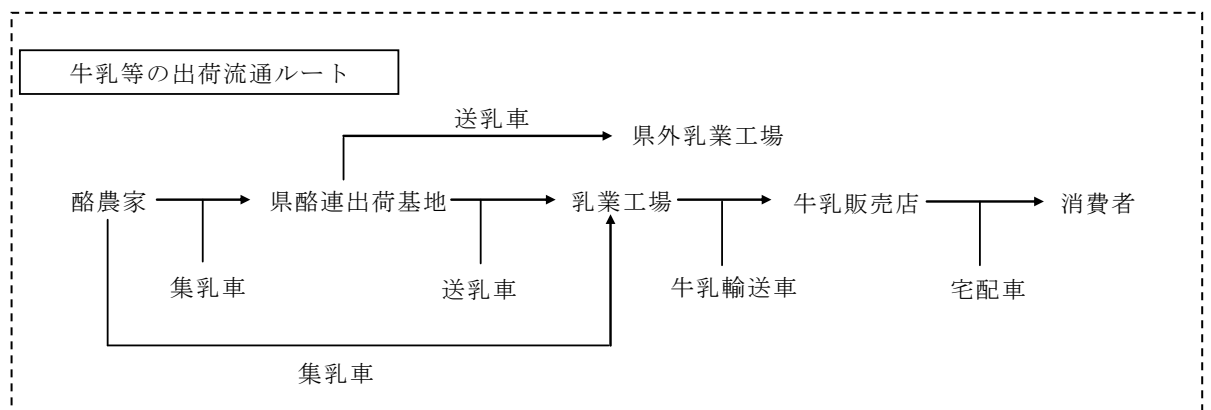 牛乳等の出荷流通ルート
送乳車
県外乳業工場
酪農家 県酪連出荷基地 乳業工場 牛乳販売店 消費者
集乳車 送乳車 牛乳輸送車 宅配車
集乳車